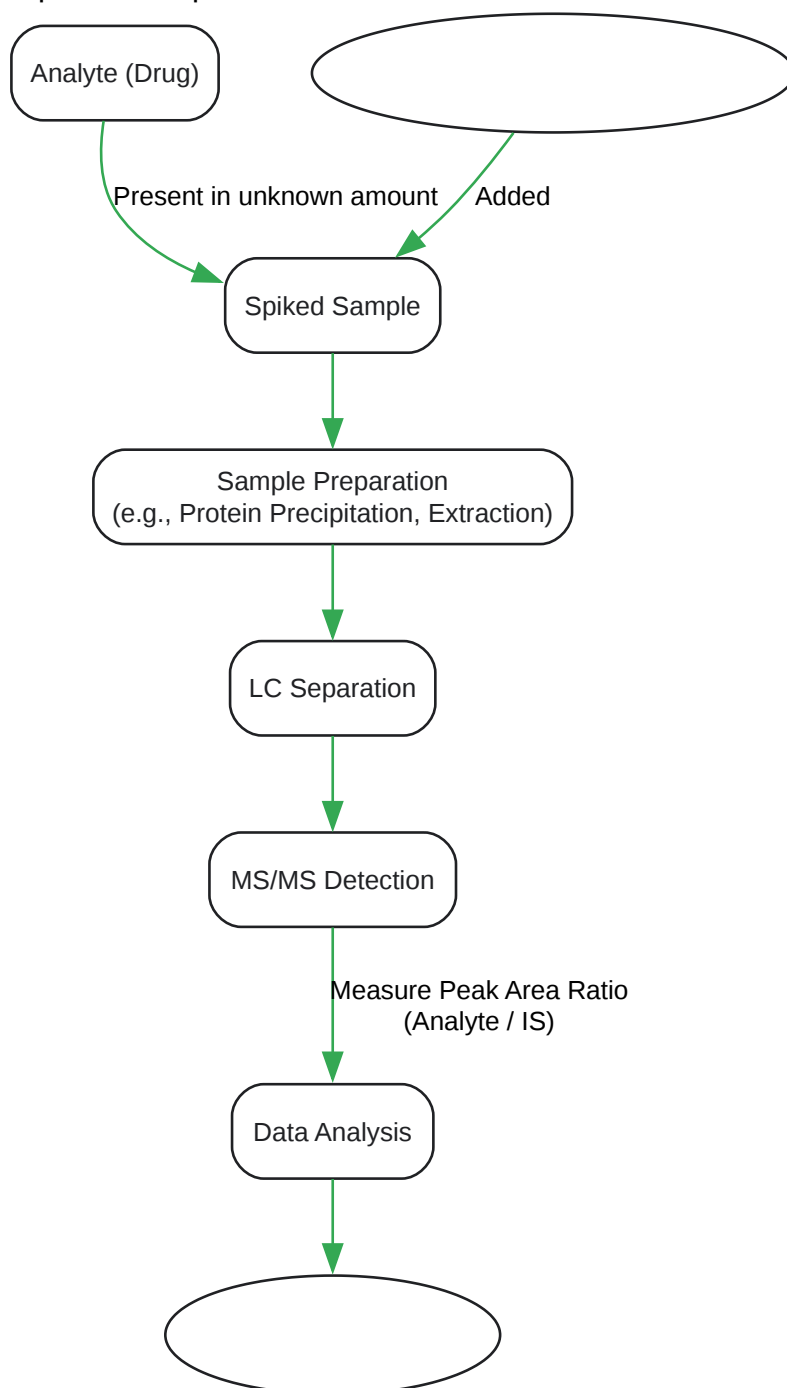 Analyte (Drug)
Present in unknown amount
Added
Spiked Sample
Sample Preparation
(e.g., Protein Precipitation, Extraction)
LC Separation
MS/MS Detection
Measure Peak Area Ratio
(Analyte / IS)
Data Analysis